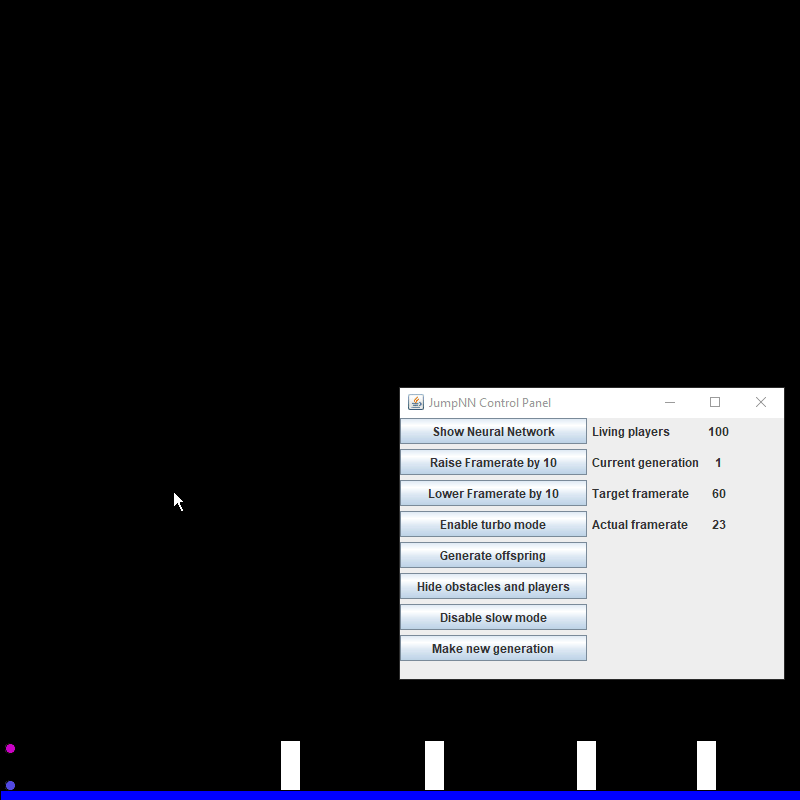 JumpNN Control Panel
Show Neural Network Living players 100
Raise Framerate by 10 Current generation 1
Lower Framerate by 10 Target framerate 60
Enable turbo mode Actual framerate 23
Generate offspring
Hide obstacles and players
Disable slow mode
Make new generation